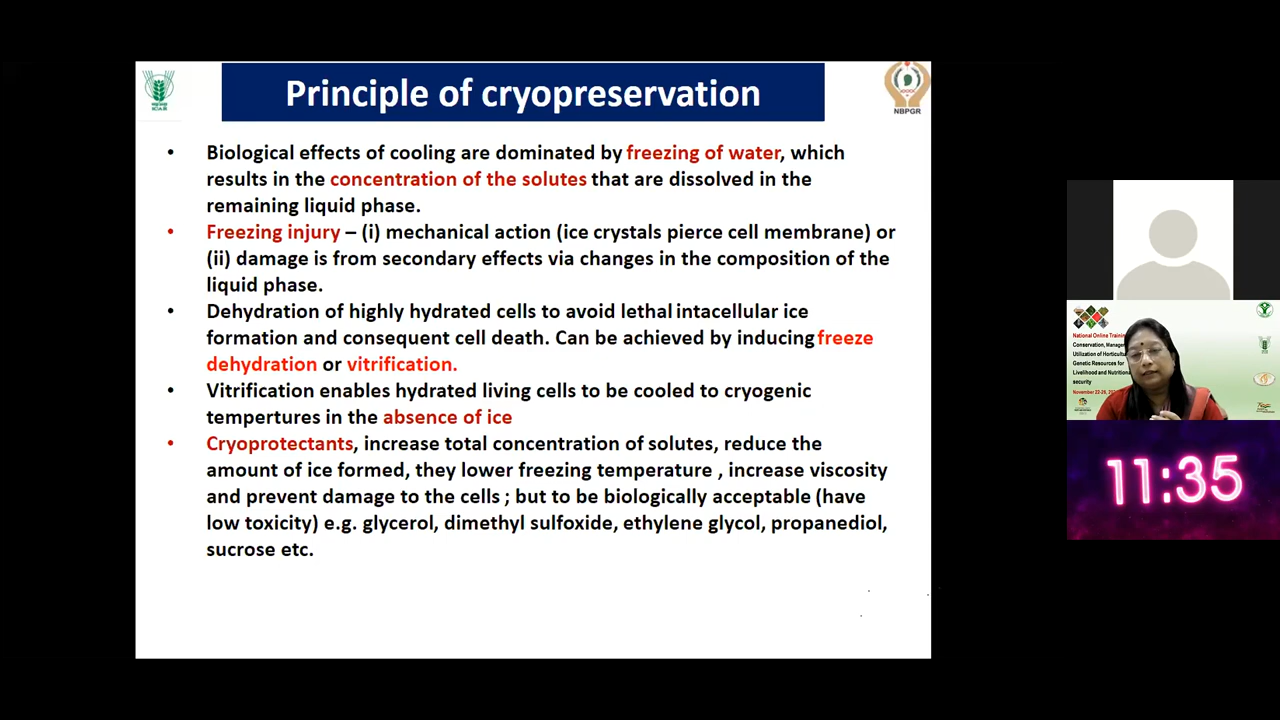 Principle of cryopreservation
NBPGR
• Biological effects of cooling are dominated by freezing of water, which
results in the concentration of the solutes that are dissolved in the
remaining liquid phase.
• Freezing injury – (i) mechanical action (ice crystals pierce cell membrane) or
(ii) damage is from secondary effects via changes in the composition of the
liquid phase.
• Dehydration of highly hydrated cells to avoid lethal intacellular ice
formation and consequent cell death. Can be achieved by inducing freeze
dehydration or vitrification.
• Vitrification enables hydrated living cells to be cooled to cryogenic
tempertures in the absence of ice
• Cryoprotectants, increase total concentration of solutes, reduce the
amount of ice formed, they lower freezing temperature , increase viscosity
and prevent damage to the cells ; but to be biologically acceptable (have
low toxicity) e.g. glycerol, dimethyl sulfoxide, ethylene glycol, propanediol,
sucrose etc.
National Online Trainin
Conservation, Manage
Utilization of Horticultu
Genetic Resources for
Livelihood and Nutritiona
security
November 22-26, 20
11:35